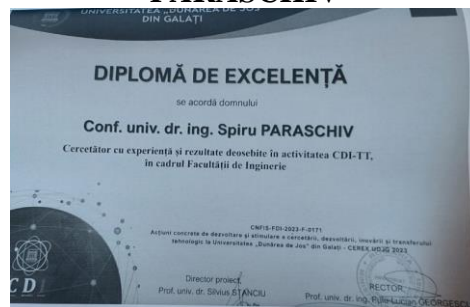 PARASCHIV
UNIVERSITATEA „DUNĂREA DE JOS”
DIN GALAȚI
DIPLOMĂ DE EXCELENȚĂ
se acordă domnului
Conf. univ. dr. ing. Spiru PARASCHIV
Cercetător cu experiență și rezultate deosebite în activitatea CDI-TT,
în cadrul Facultății de Inginerie
CNFIS-FDI-2023-F-0171
Acțiuni concrete de dezvoltare și stimulare a cercetării, dezvoltării, inovării și transferului
tehnologic la Universitatea „Dunărea de Jos” din Galați - CEREX UDJG 2023
Director proiect,
Prof. univ. dr. Silvius STANCIU
RECTOR
Prof. univ. dr. ing. Puiu Lucian GEORGESCU
CDI